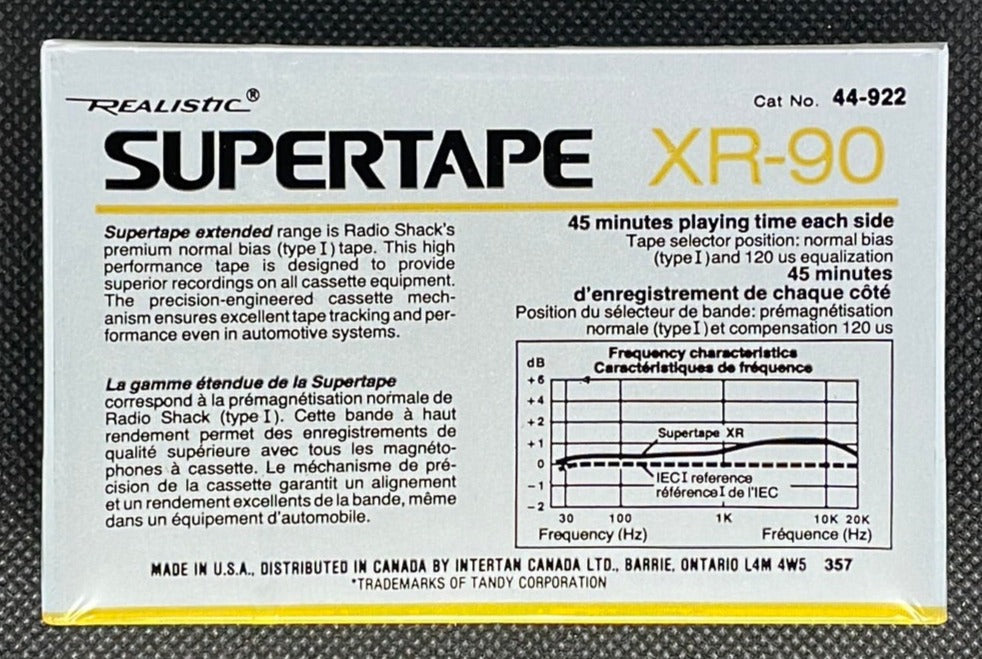 REALISTIC®
Cat No. 44-922
SUPERTAPE XR-90
Supertape extended range is Radio Shack's
premium normal bias (type I) tape. This high
performance tape is designed to provide
superior recordings on all cassette equipment.
The precision-engineered cassette mech-
anism ensures excellent tape tracking and per-
formance even in automotive systems.
La gamme étendue de la Supertape
correspond à la prémagnétisation normale de
Radio Shack (type I). Cette bande à haut
rendement permet des enregistrements de
qualité supérieure avec tous les magnéto-
phones à cassette. Le méchanisme de pré-
cision de la cassette garantit un alignement
et un rendement excellents de la bande, même
dans un équipement d'automobile.
45 minutes playing time each side
Tape selector position: normal bias
(type I) and 120 us equalization
45 minutes
d'enregistrement de chaque côté
Position du sélecteur de bande: prémagnétisation
normale (type I) et compensation 120 us
Frequency characteristics
Caractéristiques de fréquence
dB
+6
+4
+2
+1
0
-1
-2
Supertape XR
IEC I reference
référence I de l'IEC
30 100 1K 10K 20K
Frequency (Hz) Fréquence (Hz)
MADE IN U.S.A., DISTRIBUTED IN CANADA BY INTERTAN CANADA LTD., BARRIE, ONTARIO L4M 4W5 357
*TRADEMARKS OF TANDY CORPORATION